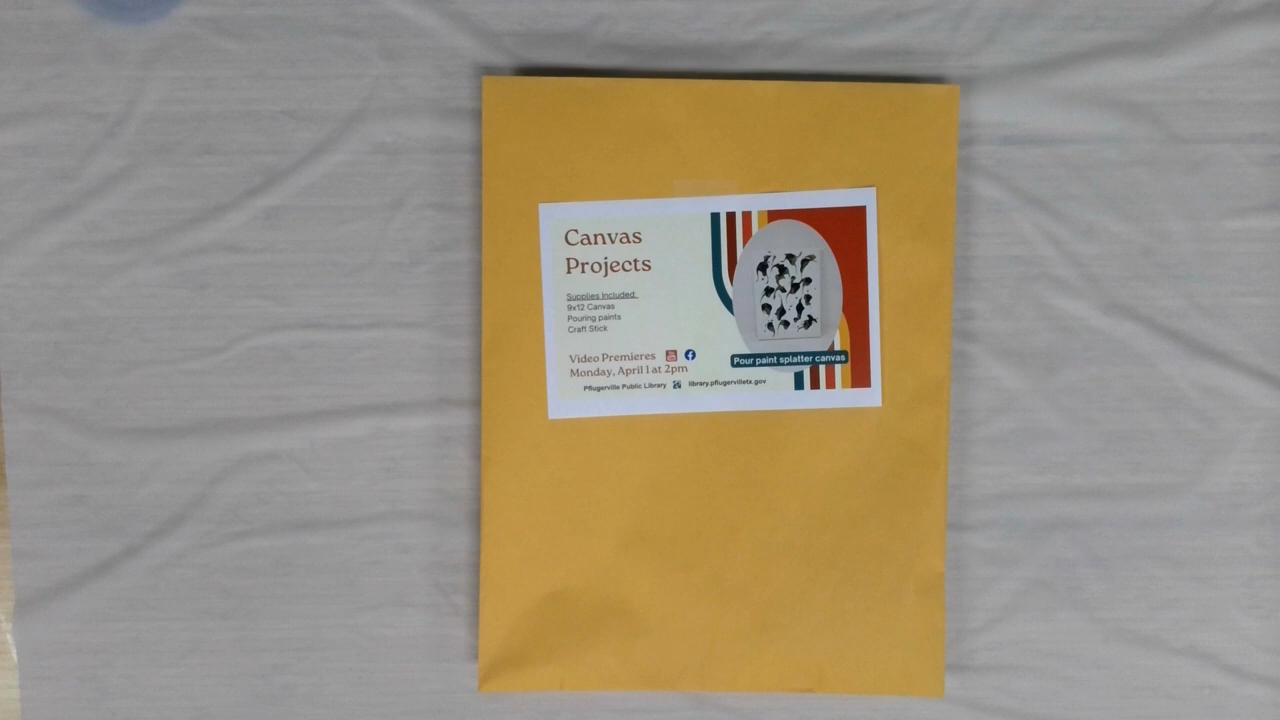 Canvas
Projects
Supplies Included:
9x12 Canvas
Pouring paints
Craft Stick
Video Premieres
Monday, April 1 at 2pm
Pflugerville Public Library library.pflugervilletx.gov
Pour paint splatter canvas